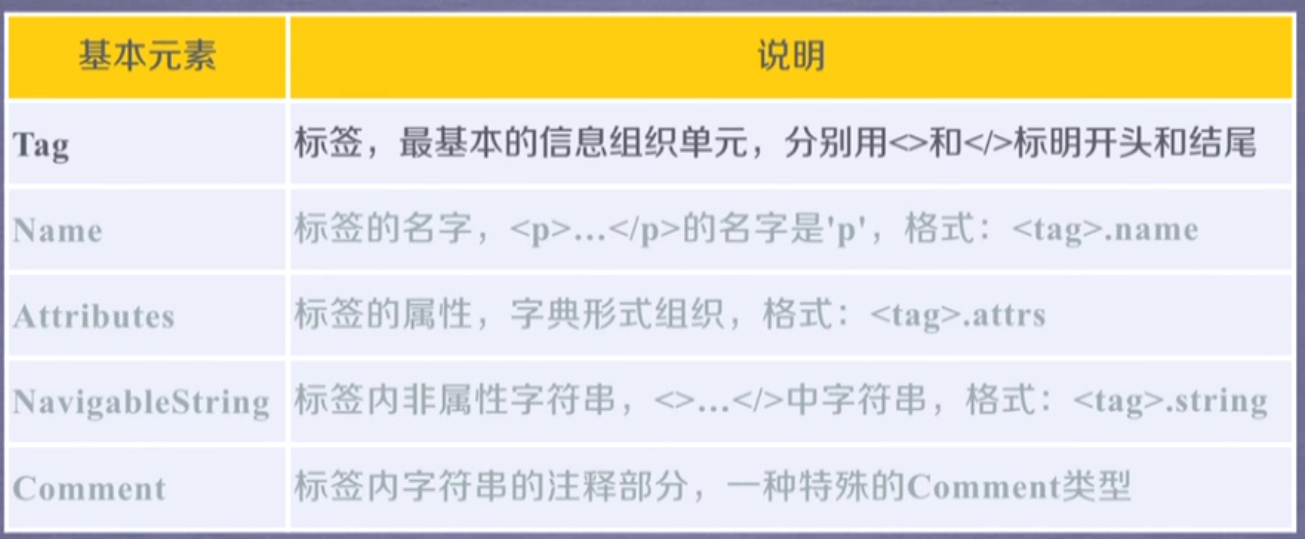 基本元素 说明
Tag 标签，最基本的信息组织单元，分别用<>和</>标明开头和结尾
Name 标签的名字，<p>…</p>的名字是'p'，格式：<tag>.name
Attributes 标签的属性，字典形式组织，格式：<tag>.attrs
NavigableString 标签内非属性字符串，<>…</>中字符串，格式：<tag>.string
Comment 标签内字符串的注释部分，一种特殊的Comment类型